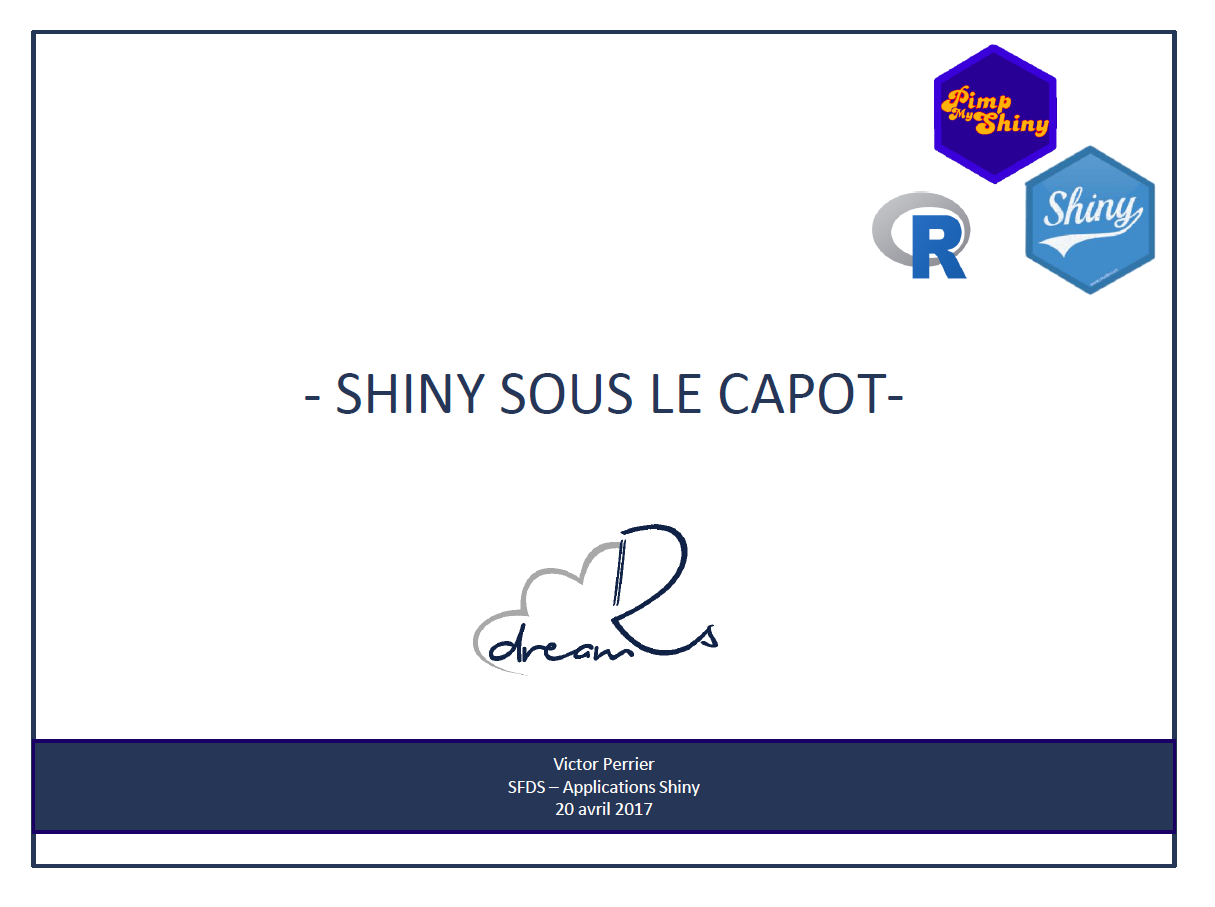 Pimp
My Shiny
Shiny
R
- SHINY SOUS LE CAPOT-
dreamRs
Victor Perrier
SFDS – Applications Shiny
20 avril 2017